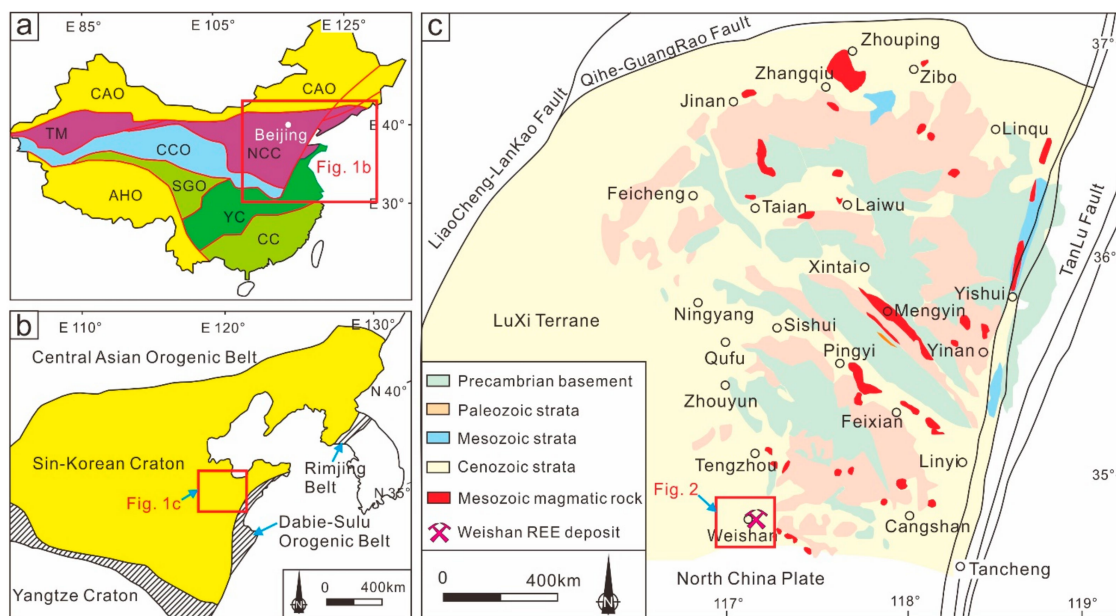 a
E 85°
E 105°
E 125°
CAO
CAO
TM
Beijing
E 40°
CCO
NCC
Fig. 1b
SGO
AHO
E 30°
YC
CC
b
E 110°
E 120°
E 130°
Central Asian Orogenic Belt
N 40°
Sin-Korean Craton
Rimjing
Belt
N 35°
Fig. 1c
Dabie-Sulu
Orogenic Belt
Yangtze Craton
N
0
400km
c
Qihe-GuangRao Fault
LiaoCheng-LanKao Fault
TanLu Fault
37°
Zhouping
Zhangqiu
Zibo
Jinan
Linqu
Feicheng
Taian
Laiwu
36°
Xintai
Yishui
Ningyang
Mengyin
LuXi Terrane
Sishui
Qufu
Pingyi
Yinan
Zhouyun
Feixian
Tengzhou
Linyi
35°
Fig. 2
Weishan
Cangshan
Tancheng
North China Plate
117°
118°
119°
Precambrian basement
Paleozoic strata
Mesozoic strata
Cenozoic strata
Mesozoic magmatic rock
Weishan REE deposit
0
400km
N